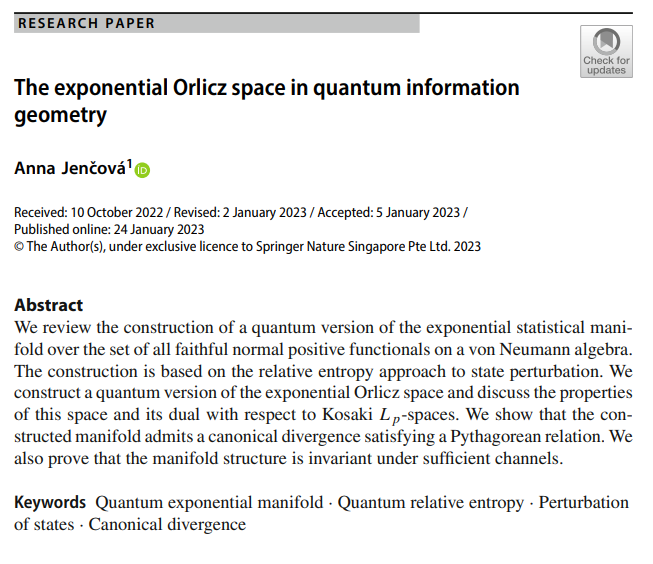 RESEARCH PAPER
Check for
updates
The exponential Orlicz space in quantum information
geometry
Anna Jenčová¹ iD
Received: 10 October 2022 / Revised: 2 January 2023 / Accepted: 5 January 2023 /
Published online: 24 January 2023
© The Author(s), under exclusive licence to Springer Nature Singapore Pte Ltd. 2023
Abstract
We review the construction of a quantum version of the exponential statistical mani-
fold over the set of all faithful normal positive functionals on a von Neumann algebra.
The construction is based on the relative entropy approach to state perturbation. We
construct a quantum version of the exponential Orlicz space and discuss the properties
of this space and its dual with respect to Kosaki Lp-spaces. We show that the con-
structed manifold admits a canonical divergence satisfying a Pythagorean relation. We
also prove that the manifold structure is invariant under sufficient channels.
Keywords Quantum exponential manifold · Quantum relative entropy · Perturbation
of states · Canonical divergence